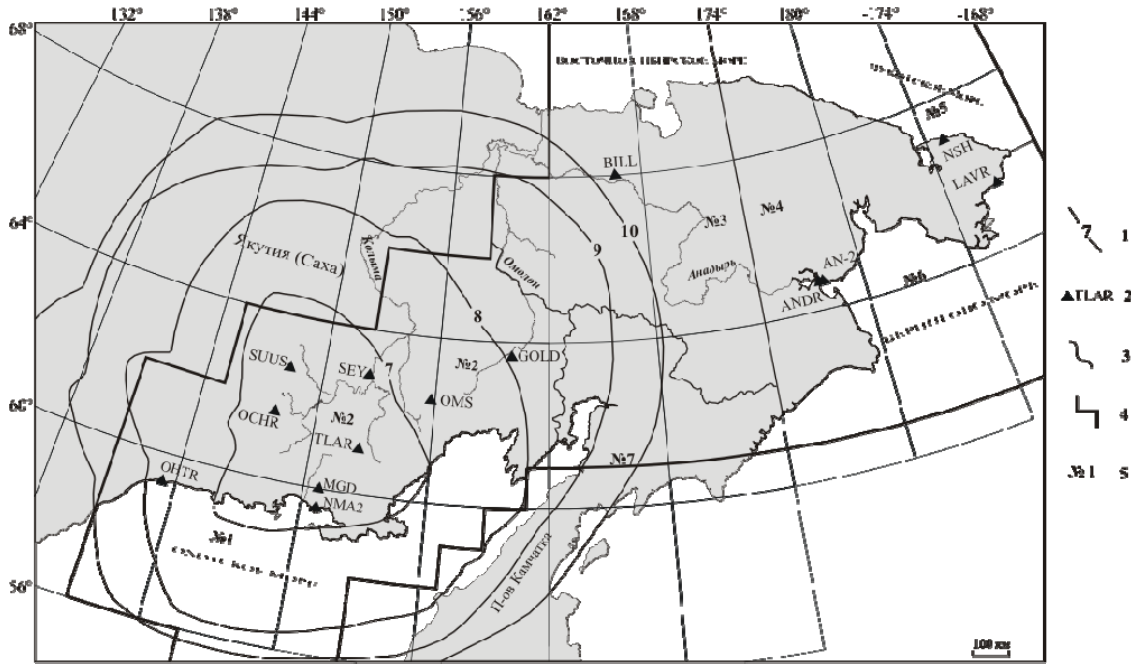 132° 138° 144° 150° 156° 162° 168° 174° 180° -174° -168°
68°
ВОСТОЧНО
№5
NSH
BILL
LAVR
64°
10
№3
№4
7 1
9
Якутия (Саха)
Колыма
Омолон
Анадырь
AN-2
№6
ANDR
TLAR 2
8
SUUS
SEY
7
№2
GOLD
3
OCHR
№2
OMS
TLAR
4
OHTR
MGD
№7
№1 5
NMA2
№1
П-ов Камчатка
56°
100 км